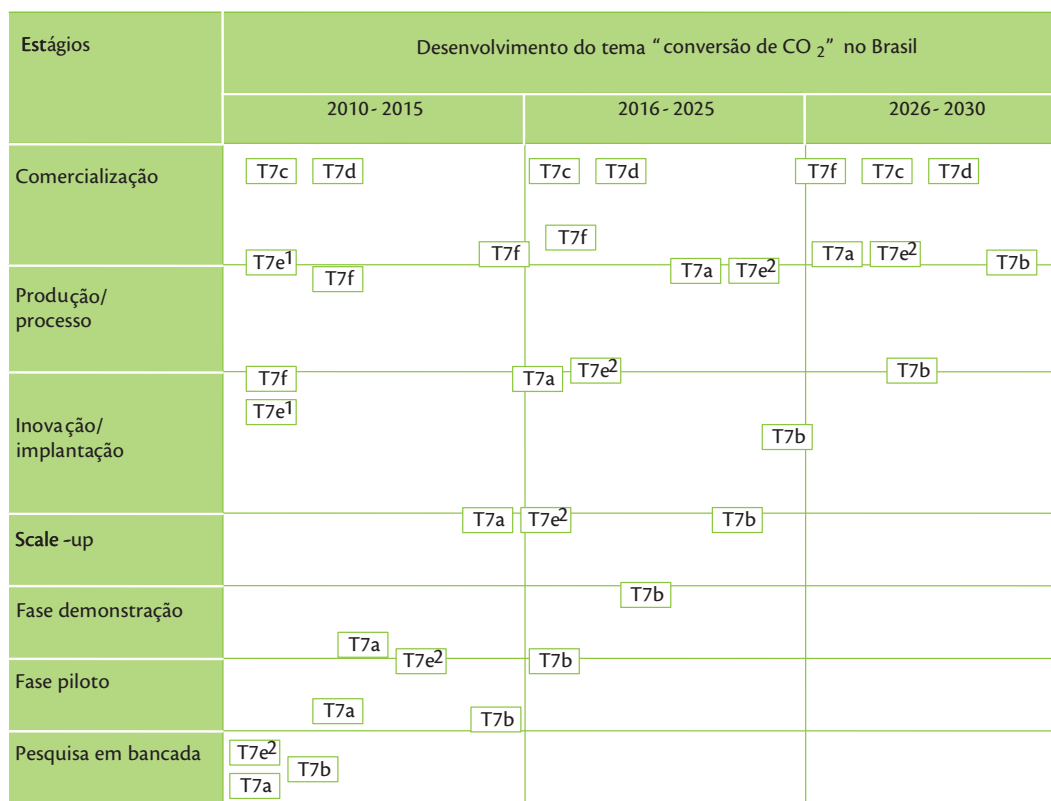 Estágios
Desenvolvimento do tema “conversão de CO 2” no Brasil
2010-2015 2016-2025 2026-2030
Comercialização
T7c T7d T7c T7d T7f T7c T7d
T7f
T7f T7a T7e2
T7e1 T7a T7e2 T7b
T7f
Produção/
processo
T7e2 T7b
T7f T7a
T7e1
Inovação/
implantação
T7b
T7a T7e2 T7b
Scale -up
T7b
Fase demonstração
T7a
T7e2 T7b
Fase piloto
T7a T7b
Pesquisa em bancada
T7e2
T7b
T7a